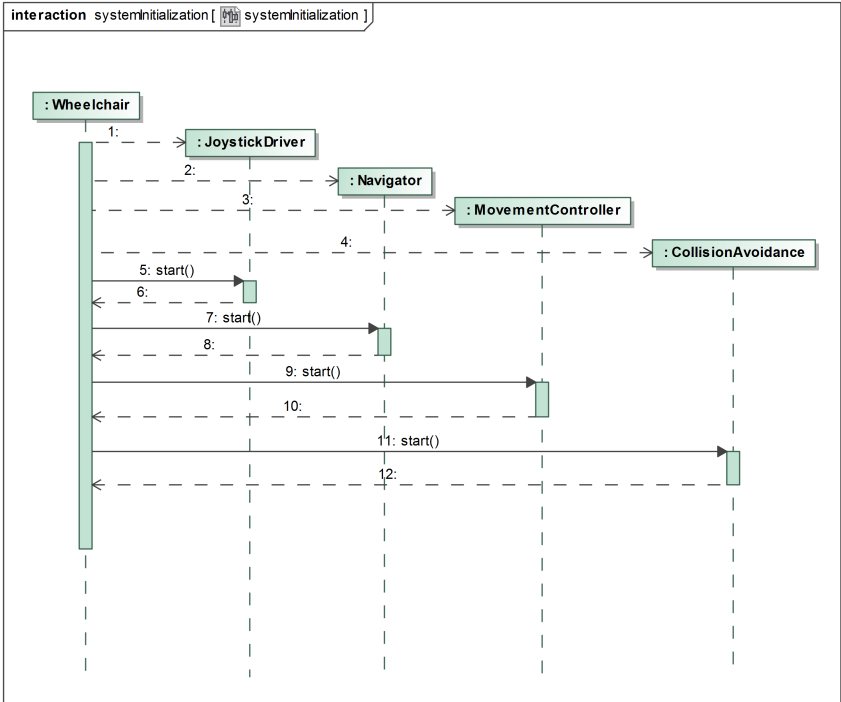 interaction systemInitialization [ systemInitialization ]
: Wheelchair
1:
: JoystickDriver
2:
: Navigator
3:
: MovementController
4:
: CollisionAvoidance
5: start()
6:
7: start()
8:
9: start()
10:
11: start()
12: